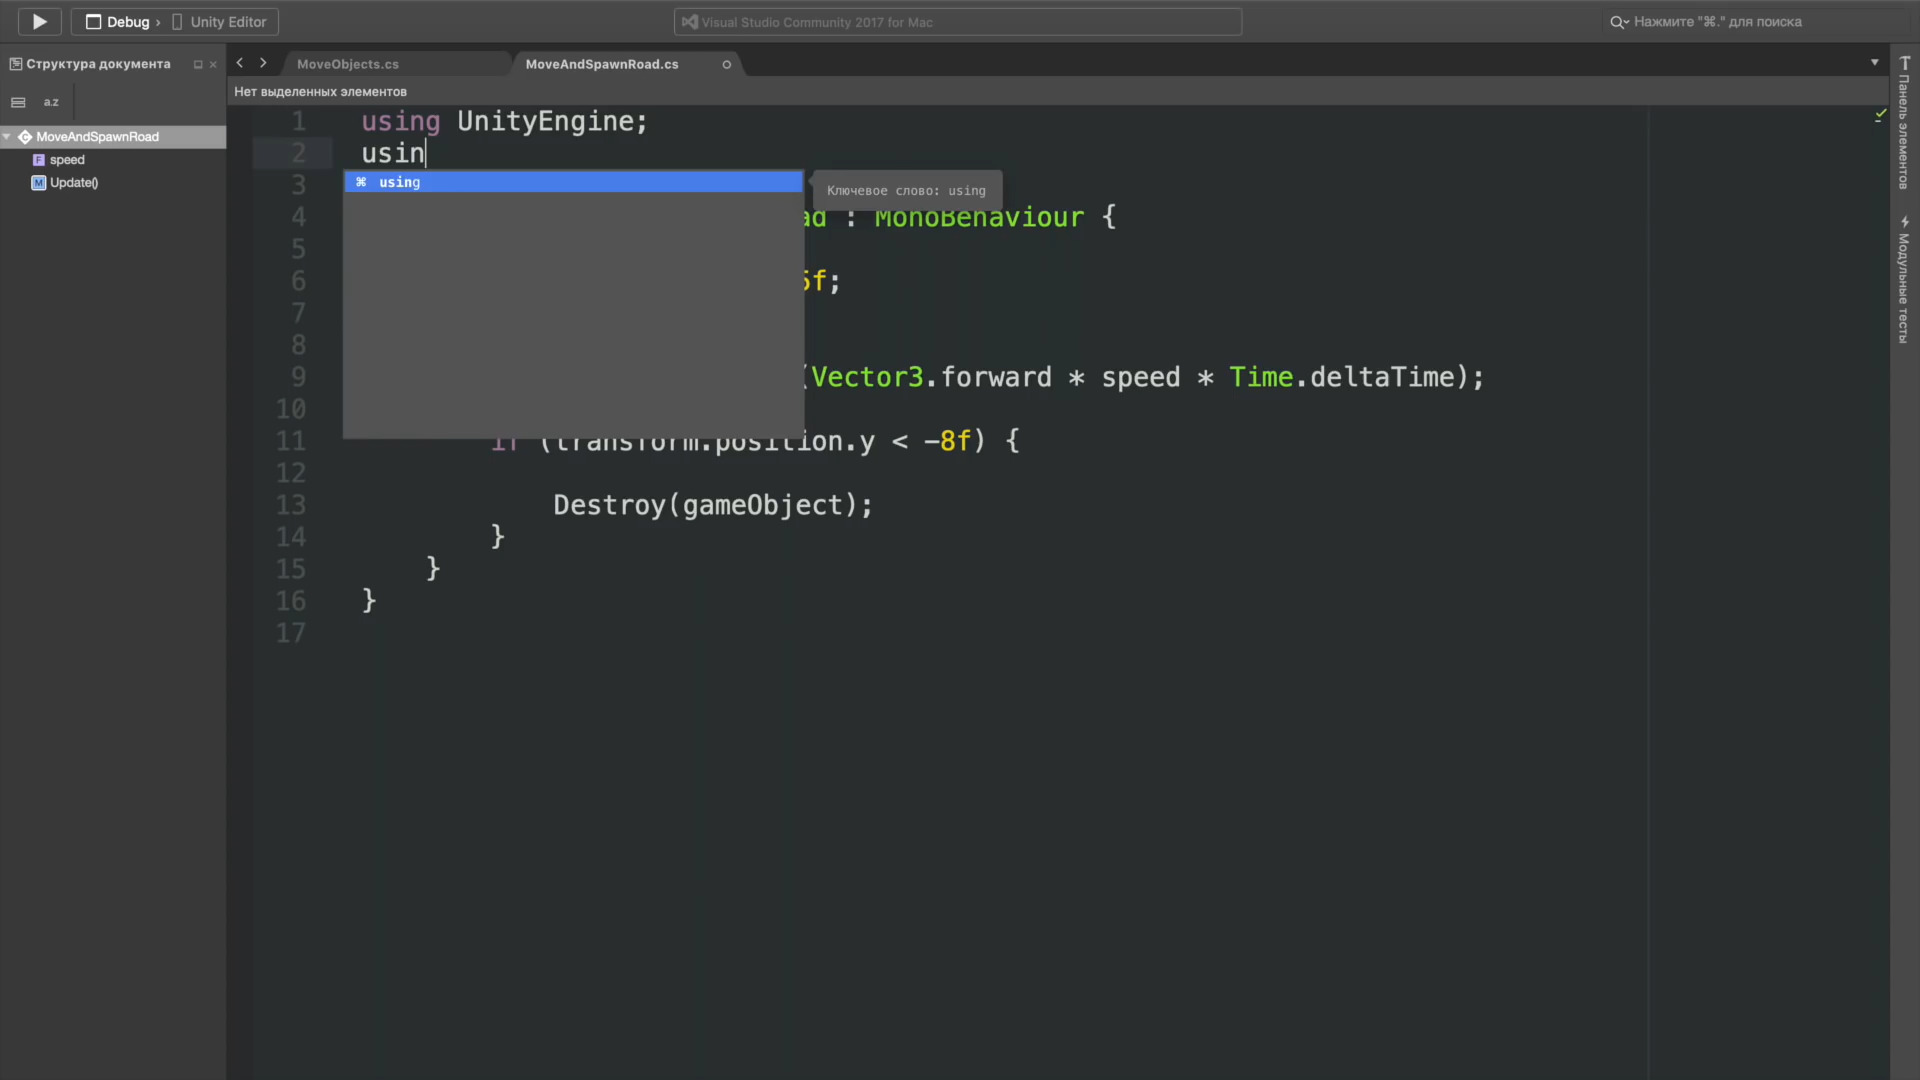 Debug › Unity Editor
Visual Studio Community 2017 for Mac
Нажмите "⌘." для поиска
Структура документа
MoveObjects.cs
MoveAndSpawnRoad.cs
a.z
Нет выделенных элементов
MoveAndSpawnRoad
F speed
M Update()
1 using UnityEngine;
2 usin
⌘ using
Ключевое слово: using
3
4 ad : MonoBehaviour {
5
6 5f;
7
8
9 (Vector3.forward * speed * Time.deltaTime);
10
11 if (transform.position.y < -8f) {
12
13 Destroy(gameObject);
14 }
15 }
16 }
17
Панель элементов
Модульные тесты